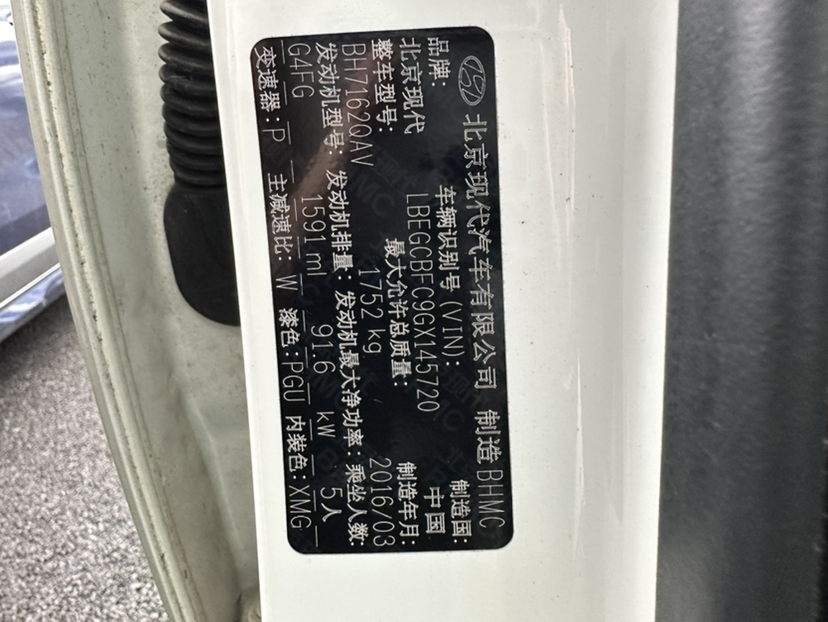 北京现代汽车有限公司 制造 BHMC
品牌: 车辆识别号(VIN): 制造国:
北京现代 LBEGCBFC9GX145720 中国
整车型号: 最大允许总质量: 制造年月:
BH7162QAV 1752 kg 2016/03
发动机型号: 发动机排量: 发动机最大净功率: 乘坐人数:
G4FG 1591 ml 91.6 kW 5人
变速器: P 主减速比: W 漆色: PGU 内装色: XMG